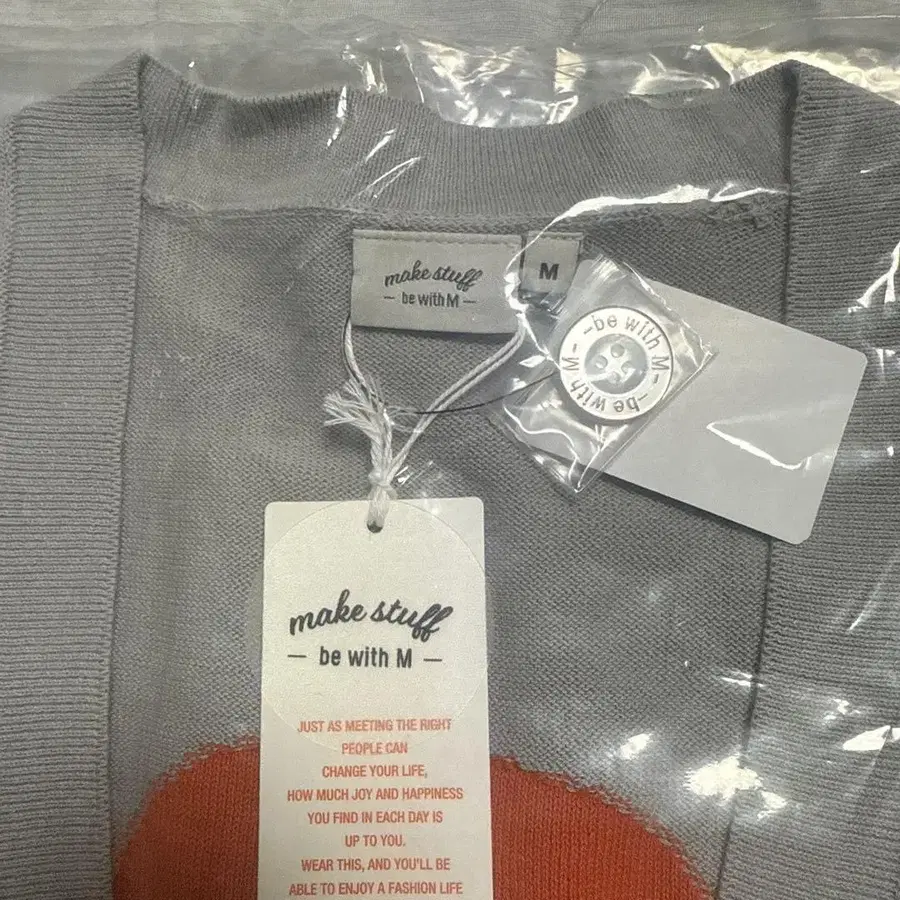 make stuff
— be with M —
M
-be with M-
-be with M-
make stuff
— be with M —
JUST AS MEETING THE RIGHT
PEOPLE CAN
CHANGE YOUR LIFE,
HOW MUCH JOY AND HAPPINESS
YOU FIND IN EACH DAY IS
UP TO YOU.
WEAR THIS, AND YOU'LL BE
ABLE TO ENJOY A FASHION LIFE